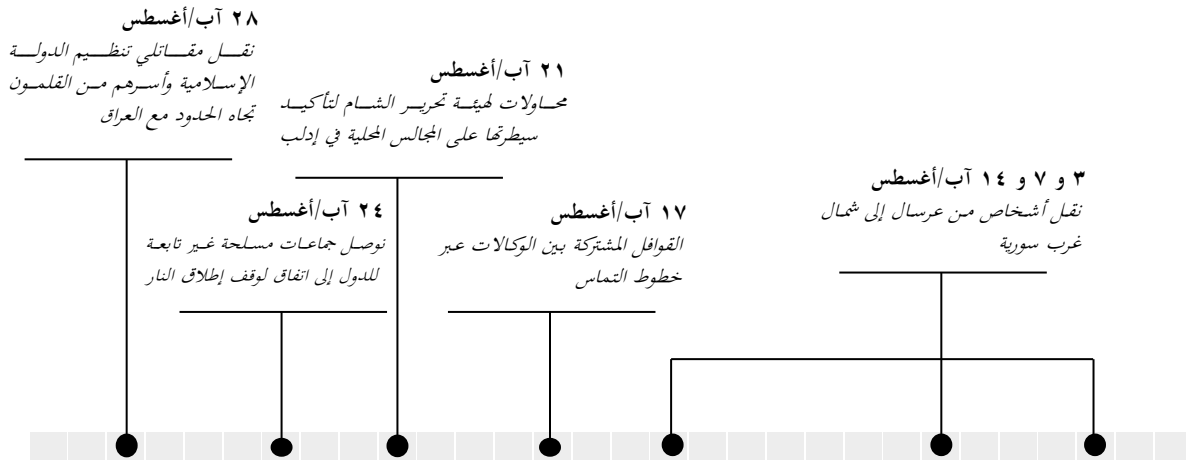 ٣ و ٧ و ١٤ آب/أغسطس
نقل أشخاص من عرسال إلى شمال
غرب سورية
١٧ آب/أغسطس
القوافل المشتركة بين الوكالات عبر
خطوط التماس
٢١ آب/أغسطس
محاولات لهيئة تحرير الشام لتأكيد
سيطرتها على المجالس المحلية في إدلب
٢٤ آب/أغسطس
نوصل جماعات مسلحة غير تابعة
للدول إلى اتفاق لوقف إطلاق النار
٢٨ آب/أغسطس
نقل مقاتلي تنظيم الدولة
الإسلامية وأسرهم من القلمون
تجاه الحدود مع العراق